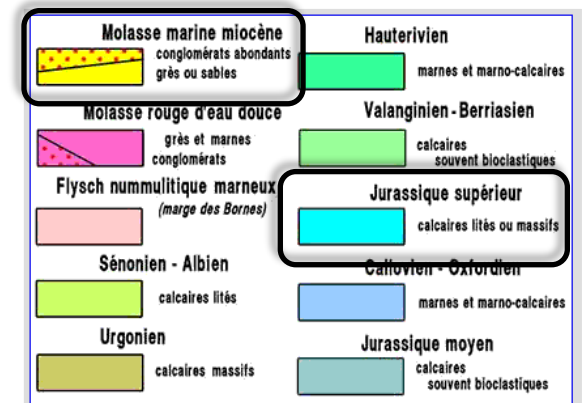 Molasse marine miocène
conglomérats abondants
grès ou sables
Molasse rouge d'eau douce
grès et marnes
conglomérats
Flysch nummulitique marneux
(marge des Bornes)
Sénonien - Albien
calcaires lités
Urgonien
calcaires massifs
Hauterivien
marnes et marno-calcaires
Valanginien - Berriasien
calcaires
souvent bioclastiques
Jurassique supérieur
calcaires lités ou massifs
Callovien - Oxfordien
marnes et marno-calcaires
Jurassique moyen
calcaires
souvent bioclastiques